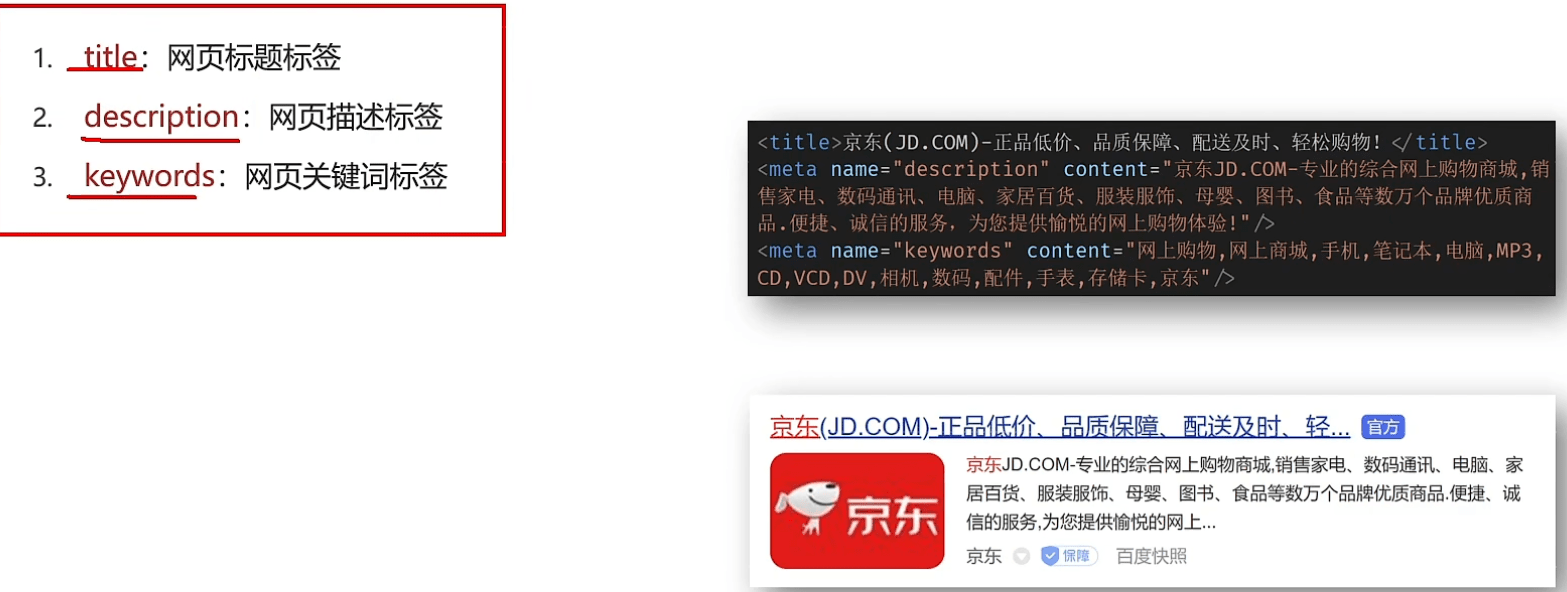 1. title：网页标题标签
2. description：网页描述标签
3. keywords：网页关键词标签
<title>京东(JD.COM)-正品低价、品质保障、配送及时、轻松购物！</title>
<meta name="description" content="京东JD.COM-专业的综合网上购物商城,销
售家电、数码通讯、电脑、家居百货、服装服饰、母婴、图书、食品等数万个品牌优质商
品.便捷、诚信的服务，为您提供愉悦的网上购物体验!"/>
<meta name="keywords" content="网上购物,网上商城,手机,笔记本,电脑,MP3,
CD,VCD,DV,相机,数码,配件,手表,存储卡,京东"/>
京东(JD.COM)-正品低价、品质保障、配送及时、轻... 官方
京东
京东JD.COM-专业的综合网上购物商城,销售家电、数码通讯、电脑、家
居百货、服装服饰、母婴、图书、食品等数万个品牌优质商品.便捷、诚
信的服务,为您提供愉悦的网上...
京东 保障 百度快照